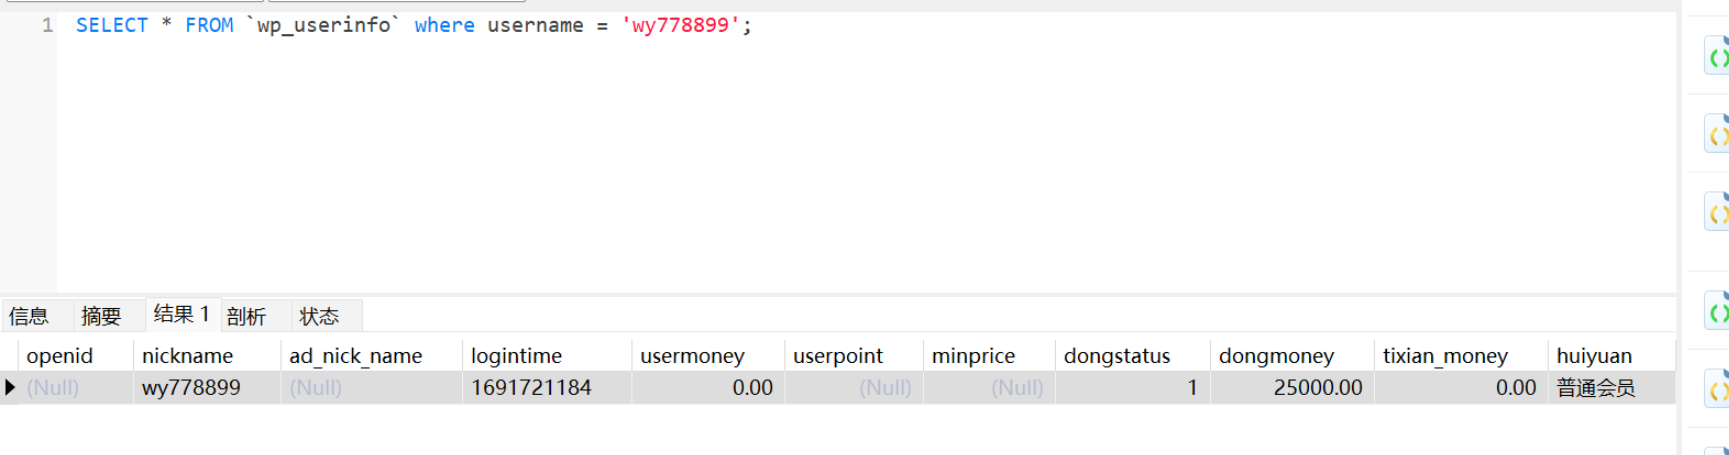 1 SELECT * FROM `wp_userinfo` where username = 'wy778899';
信息 摘要 结果 1 剖析 状态
openid nickname ad_nick_name logintime usermoney userpoint minprice dongstatus dongmoney tixian_money huiyuan
(Null) wy778899 (Null) 1691721184 0.00 (Null) (Null) 1 25000.00 0.00 普通会员